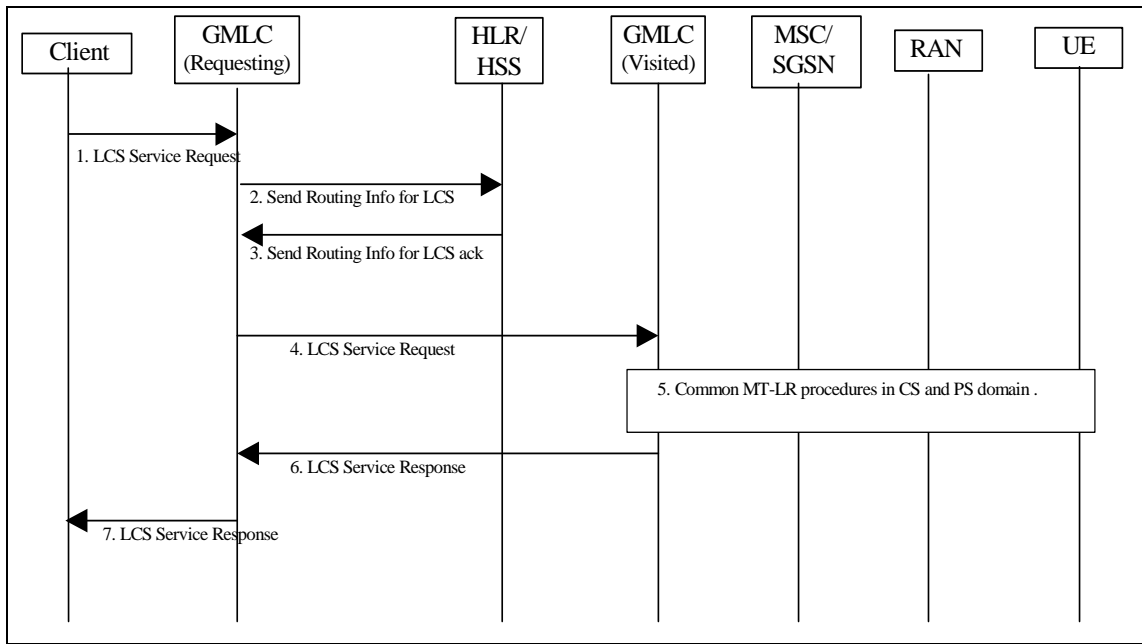 Client
GMLC
(Requesting)
HLR/
HSS
GMLC
(Visited)
MSC/
SGSN
RAN
UE
1. LCS Service Request
2. Send Routing Info for LCS
3. Send Routing Info for LCS ack
4. LCS Service Request
5. Common MT-LR procedures in CS and PS domain .
6. LCS Service Response
7. LCS Service Response